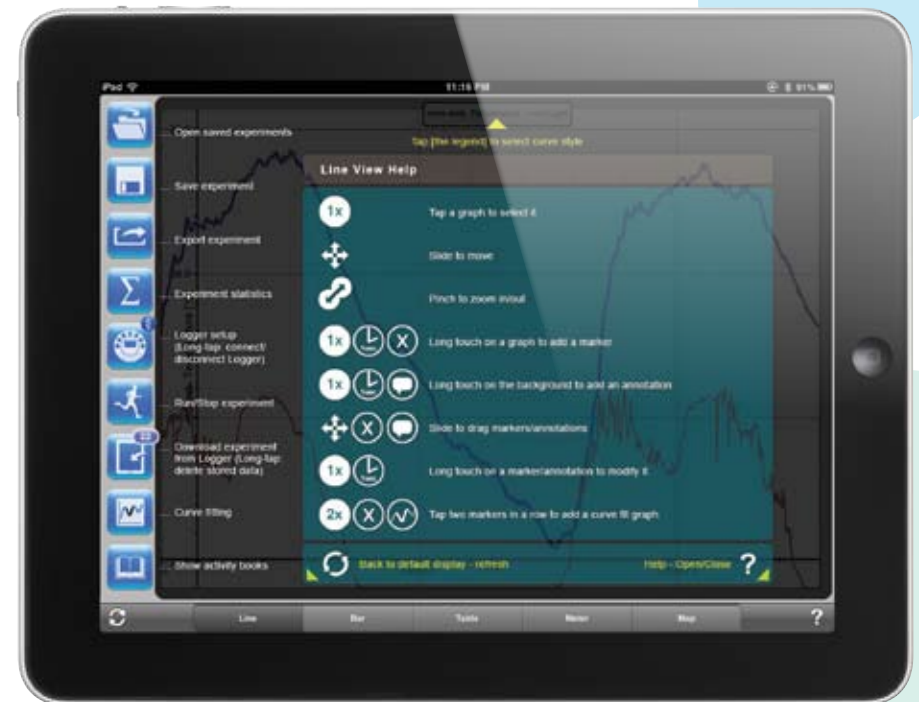 iPad
11:16 PM
91%
Tap [the legend] to select curve style
Open saved experiments
Save experiment
Export experiment
Experiment statistics
Logger setup
(Long-tap: connect/
disconnect Logger)
Run/Stop experiment
Download experiment
from Logger (Long-tap:
delete stored data)
Curve fitting
Show activity books
Line View Help
1x
Tap a graph to select it
Slide to move
Pinch to zoom in/out
1x X Long touch on a graph to add a marker
1x Long touch on the background to add an annotation
X Slide to drag markers/annotations
1x Long touch on a marker/annotation to modify it
2x X Tap two markers in a row to add a curve fit graph
Back to default display - refresh
Help - Open/Close ?
Line
Bar
Table
Meter
Map
?